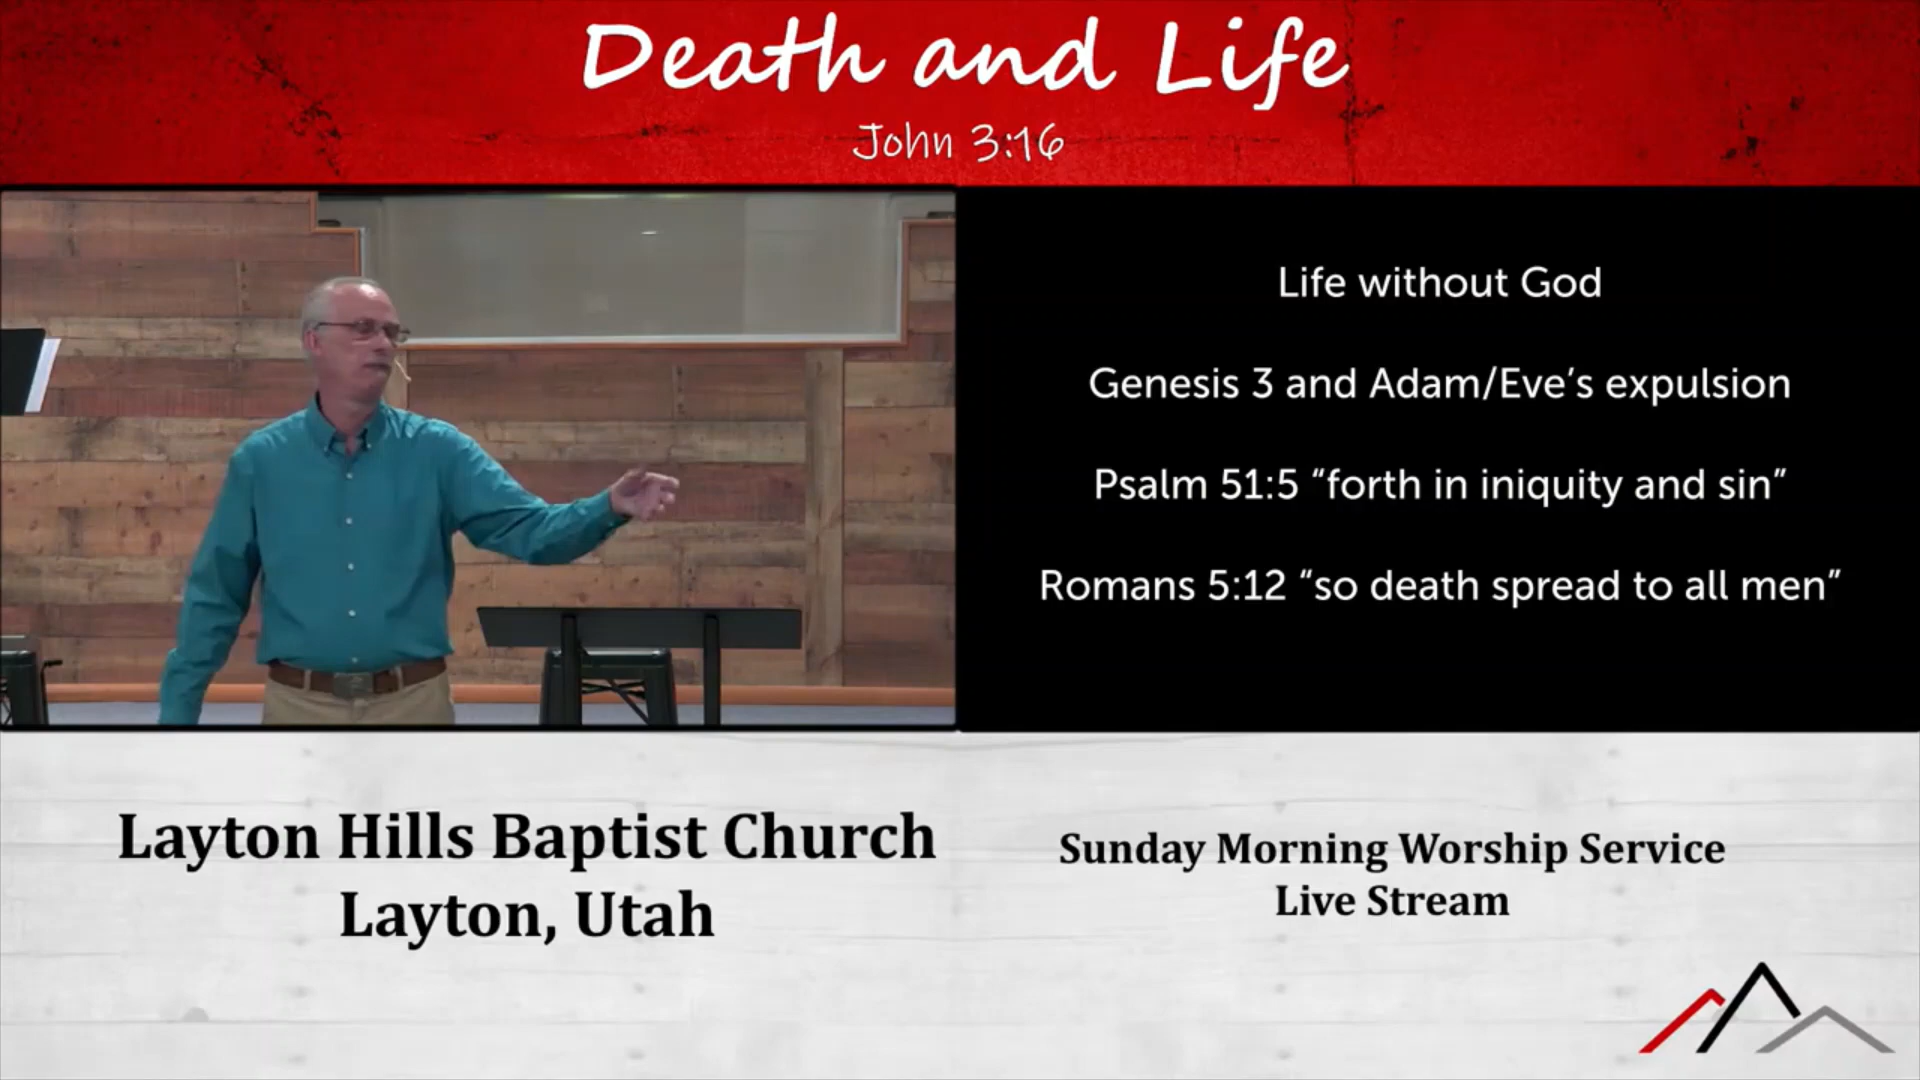 Death and Life
John 3:16
Life without God
Genesis 3 and Adam/Eve’s expulsion
Psalm 51:5 “forth in iniquity and sin”
Romans 5:12 “so death spread to all men”
Layton Hills Baptist Church
Layton, Utah
Sunday Morning Worship Service
Live Stream